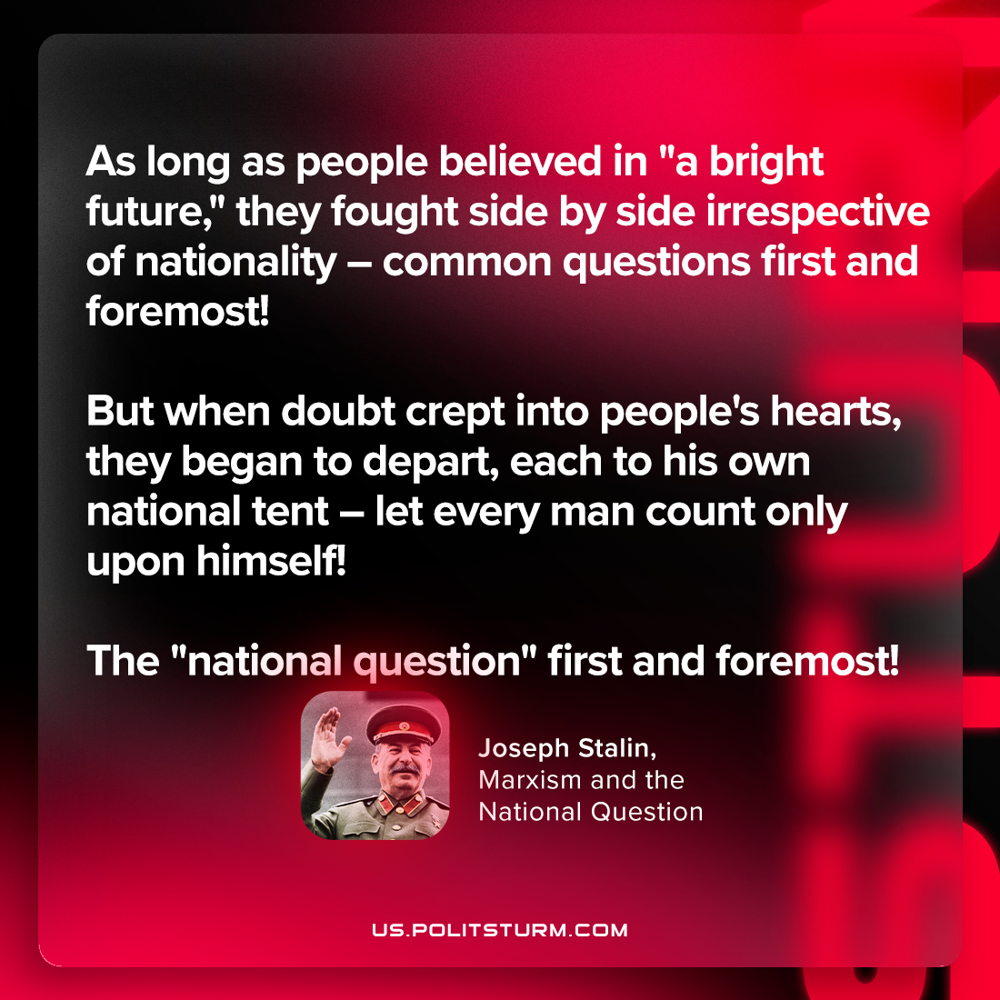 As long as people believed in "a bright
future," they fought side by side irrespective
of nationality – common questions first and
foremost!
But when doubt crept into people's hearts,
they began to depart, each to his own
national tent – let every man count only
upon himself!
The "national question" first and foremost!
Joseph Stalin,
Marxism and the
National Question
US.POLITSTURM.COM